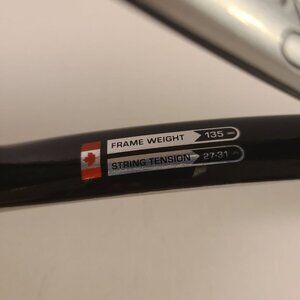 FRAME WEIGHT 135
STRING TENSION 27-31